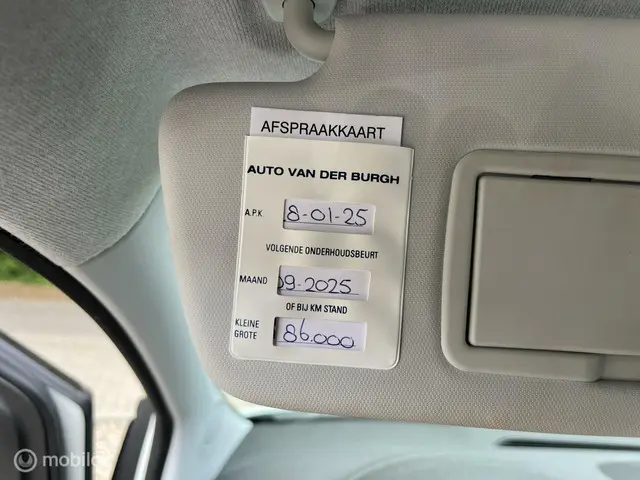 AFSPRAAKKAART
AUTO VAN DER BURGH
A.P.K. 8-01-25
VOLGENDE ONDERHOUDSBEURT
MAAND 09-2025
OF BIJ KM STAND
KLEINE
GROTE 86.000
mobilo